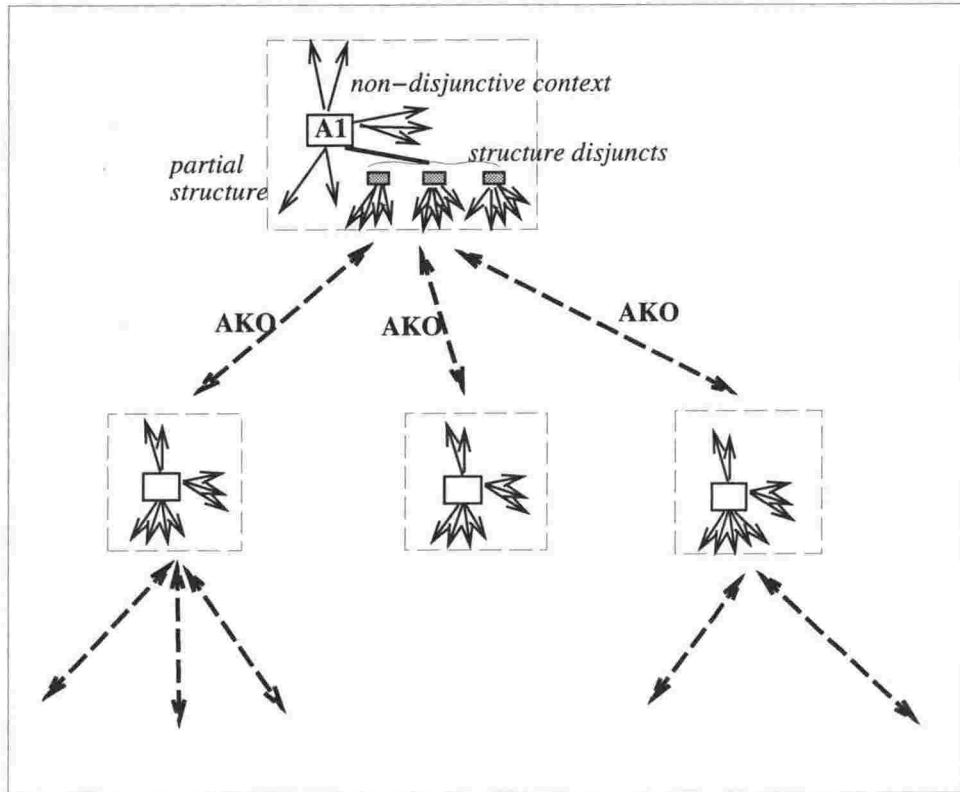 non–disjunctive context
A1
structure disjuncts
partial
structure
AKO
AKO
AKO